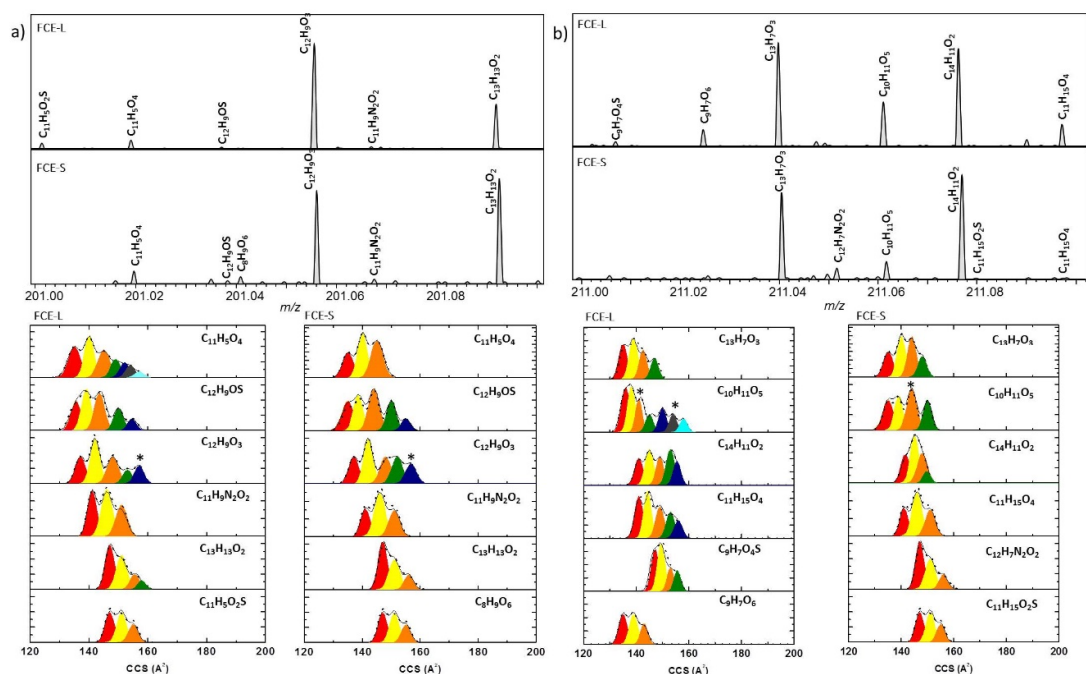 a)
FCE-L
C₁₁H₅O₂S
C₁₁H₅O₄
C₁₂H₉OS
C₁₂H₉O₃
C₁₁H₉N₂O₂
C₁₃H₁₃O₂
FCE-S
C₁₁H₅O₄
C₁₂H₉OS
C₈H₉O₆
C₁₂H₉O₃
C₁₁H₉N₂O₂
C₁₃H₁₃O₂
201.00 201.02 201.04 201.06 201.08
m/z
b)
FCE-L
C₉H₇O₄S
C₉H₇O₆
C₁₃H₇O₃
C₁₀H₁₁O₅
C₁₄H₁₁O₂
C₁₁H₁₅O₄
FCE-S
C₁₃H₇O₃
C₁₂H₇N₂O₂
C₁₀H₁₁O₅
C₁₄H₁₁O₂
C₁₁H₁₅O₂S
C₁₁H₁₅O₄
211.00 211.02 211.04 211.06 211.08
m/z
FCE-L
C₁₁H₅O₄
C₁₂H₉OS
C₁₂H₉O₃
*
C₁₁H₉N₂O₂
C₁₃H₁₃O₂
C₁₁H₅O₂S
120 140 160 180 200
CCS (A²)
FCE-S
C₁₁H₅O₄
C₁₂H₉OS
C₁₂H₉O₃
*
C₁₁H₉N₂O₂
C₁₃H₁₃O₂
C₈H₉O₆
120 140 160 180 200
CCS (A²)
FCE-L
C₁₃H₇O₃
C₁₀H₁₁O₅
* *
C₁₄H₁₁O₂
C₁₁H₁₅O₄
C₉H₇O₄S
C₉H₇O₆
120 140 160 180 200
CCS (A²)
FCE-S
C₁₃H₇O₃
C₁₀H₁₁O₅
*
C₁₄H₁₁O₂
C₁₁H₁₅O₄
C₁₂H₇N₂O₂
C₁₁H₁₅O₂S
120 140 160 180 200
CCS (A²)